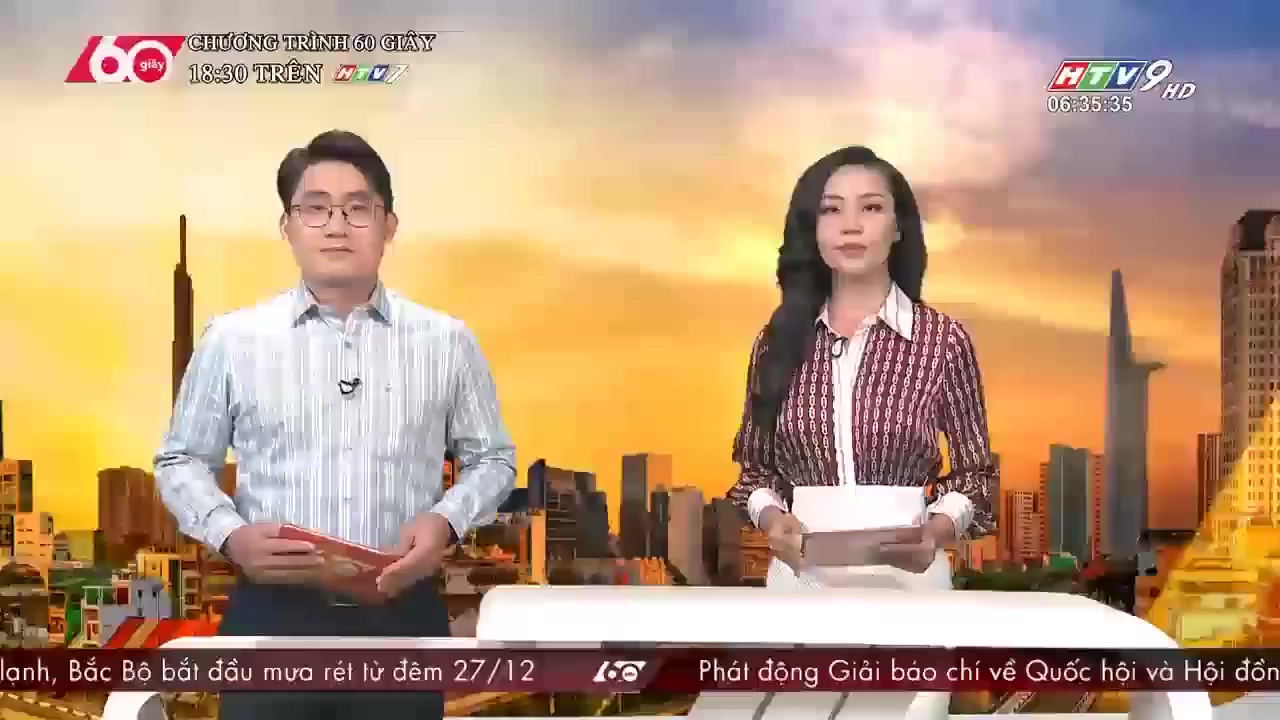 60 giây
CHƯƠNG TRÌNH 60 GIÂY
18:30 TRÊN HTV7
HTV9 HD
06:35:35
lạnh, Bắc Bộ bắt đầu mưa rét từ đêm 27/12
60 giây
Phát động Giải báo chí về Quốc hội và Hội đồn